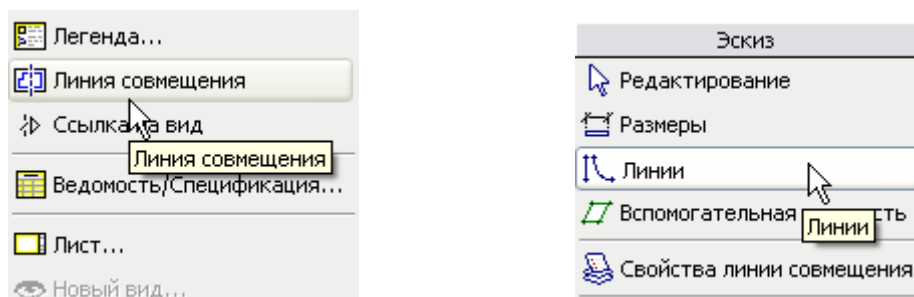 Легенда...
Линия совмещения
Ссылка на вид
Линия совмещения
Ведомость/Спецификация...
Лист...
Новый вид...
Эскиз
Редактирование
Размеры
Линии
Вспомогательная сть
Линии
Свойства линии совмещения